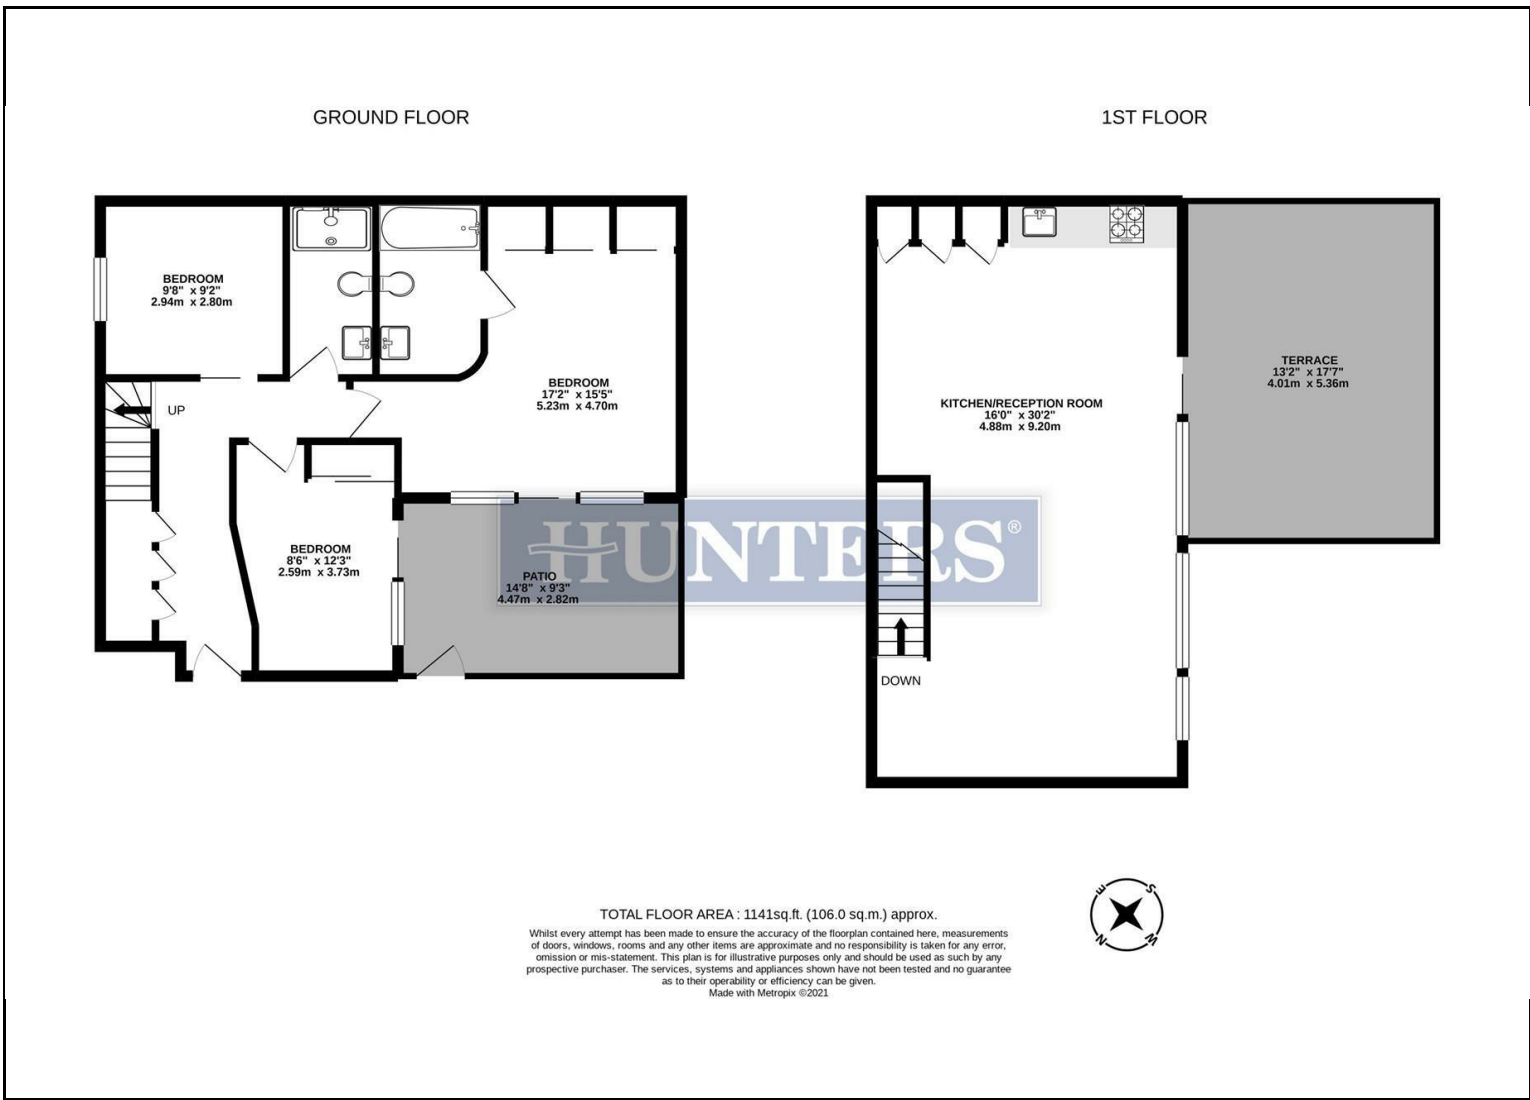 GROUND FLOOR
1ST FLOOR
BEDROOM
9'8" x 9'2"
2.94m x 2.80m
UP
BEDROOM
17'2" x 15'5"
5.23m x 4.70m
BEDROOM
8'6" x 12'3"
2.59m x 3.73m
PATIO
14'8" x 9'3"
4.47m x 2.82m
HUNTERS®
KITCHEN/RECEPTION ROOM
16'0" x 30'2"
4.88m x 9.20m
TERRACE
13'2" x 17'7"
4.01m x 5.36m
DOWN
E
S
N
W
TOTAL FLOOR AREA : 1141sq.ft. (106.0 sq.m.) approx.
Whilst every attempt has been made to ensure the accuracy of the floorplan contained here, measurements
of doors, windows, rooms and any other items are approximate and no responsibility is taken for any error,
omission or mis-statement. This plan is for illustrative purposes only and should be used as such by any
prospective purchaser. The services, systems and appliances shown have not been tested and no guarantee
as to their operability or efficiency can be given.
Made with Metropix ©2021